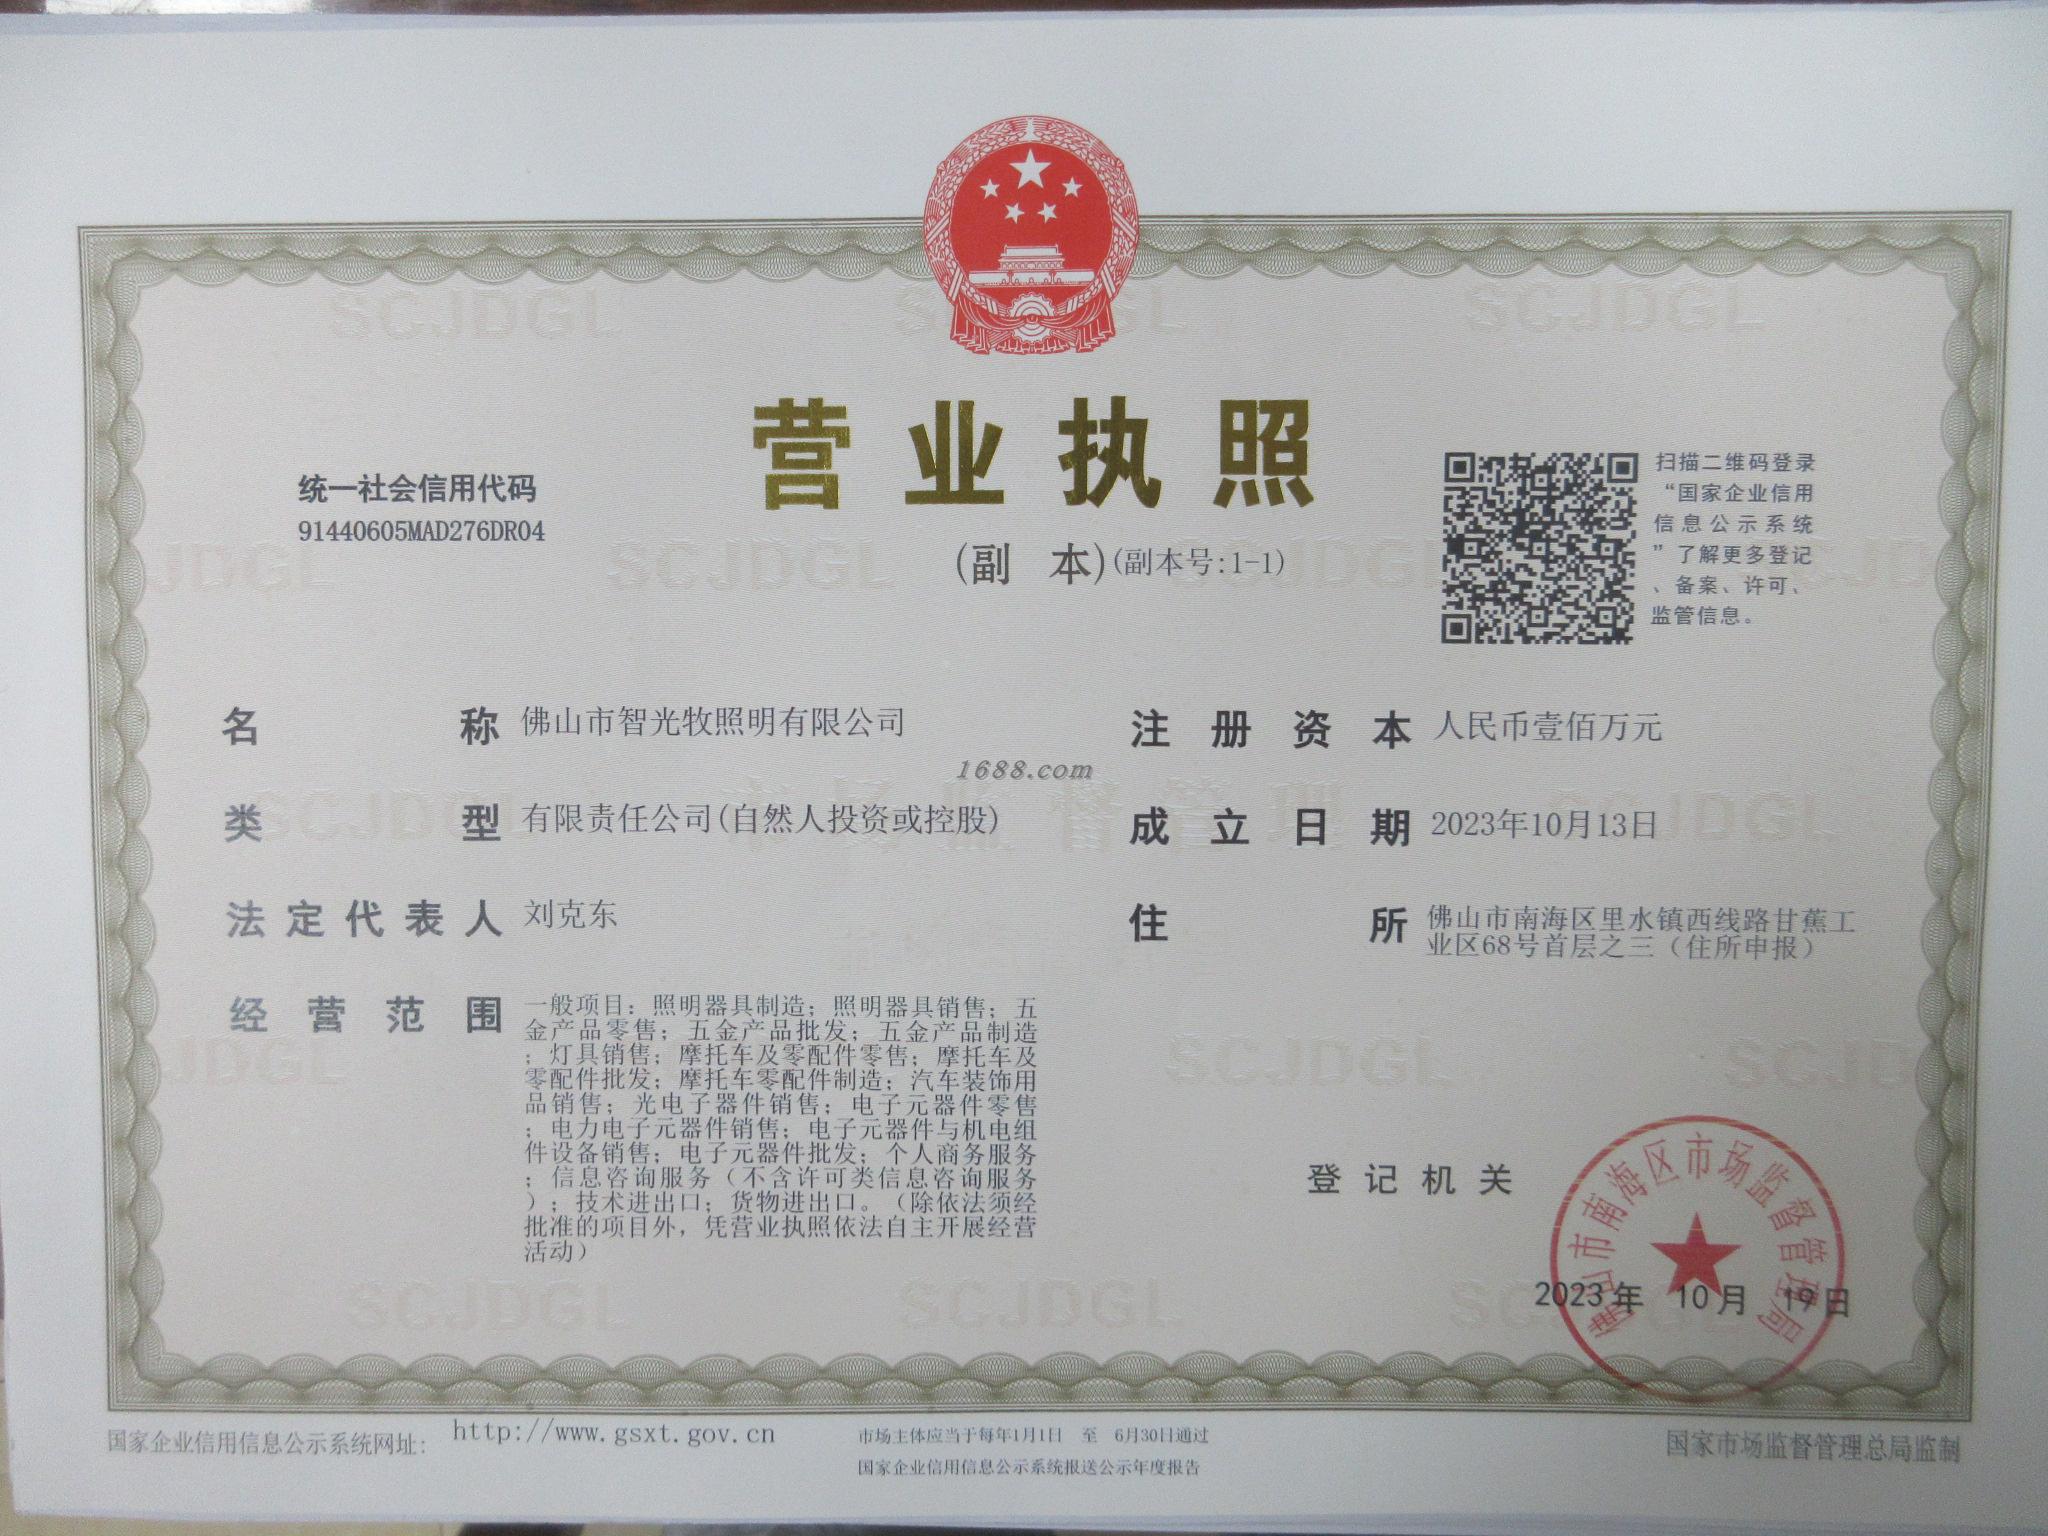 营业执照
统一社会信用代码
91440605MAD276DR04
(副 本)(副本号:1-1)
扫描二维码登录
“国家企业信用
信息公示系统
”了解更多登记
、备案、许可、
监管信息。
名称 佛山市智光牧照明有限公司
注册资本 人民币壹佰万元
1688.com
类型 有限责任公司(自然人投资或控股)
成立日期 2023年10月13日
法定代表人 刘克东
住所 佛山市南海区里水镇西线路甘蕉工
业区68号首层之三（住所申报）
经营范围 一般项目：照明器具制造；照明器具销售；五
金产品零售；五金产品批发；五金产品制造
；灯具销售；摩托车及零配件零售；摩托车及
零配件批发；摩托车零配件制造；汽车装饰用
品销售；光电子器件销售；电子元器件零售
；电力电子元器件销售；电子元器件与机电组
件设备销售；电子元器件批发；个人商务服务
；信息咨询服务（不含许可类信息咨询服务
）；技术进出口；货物进出口。（除依法须经
批准的项目外，凭营业执照依法自主开展经营
活动）
登记机关
佛山市南海区市场监督管理局
2023年 10月 19日
国家企业信用信息公示系统网址: http://www.gsxt.gov.cn
市场主体应当于每年1月1日 至 6月30日通过
国家企业信用信息公示系统报送公示年度报告
国家市场监督管理总局监制
SCJDGL
市场监督管理